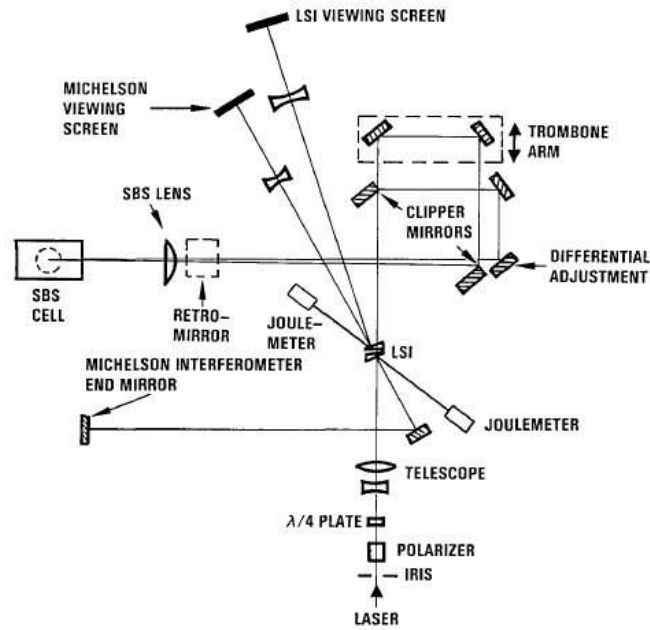 LSI VIEWING SCREEN
MICHELSON
VIEWING
SCREEN
TROMBONE
ARM
SBS LENS
CLIPPER
MIRRORS
DIFFERENTIAL
ADJUSTMENT
SBS
CELL
RETRO-
MIRROR
JOULE-
METER
LSI
MICHELSON INTERFEROMETER
END MIRROR
JOULEMETER
TELESCOPE
λ/4 PLATE
POLARIZER
IRIS
LASER